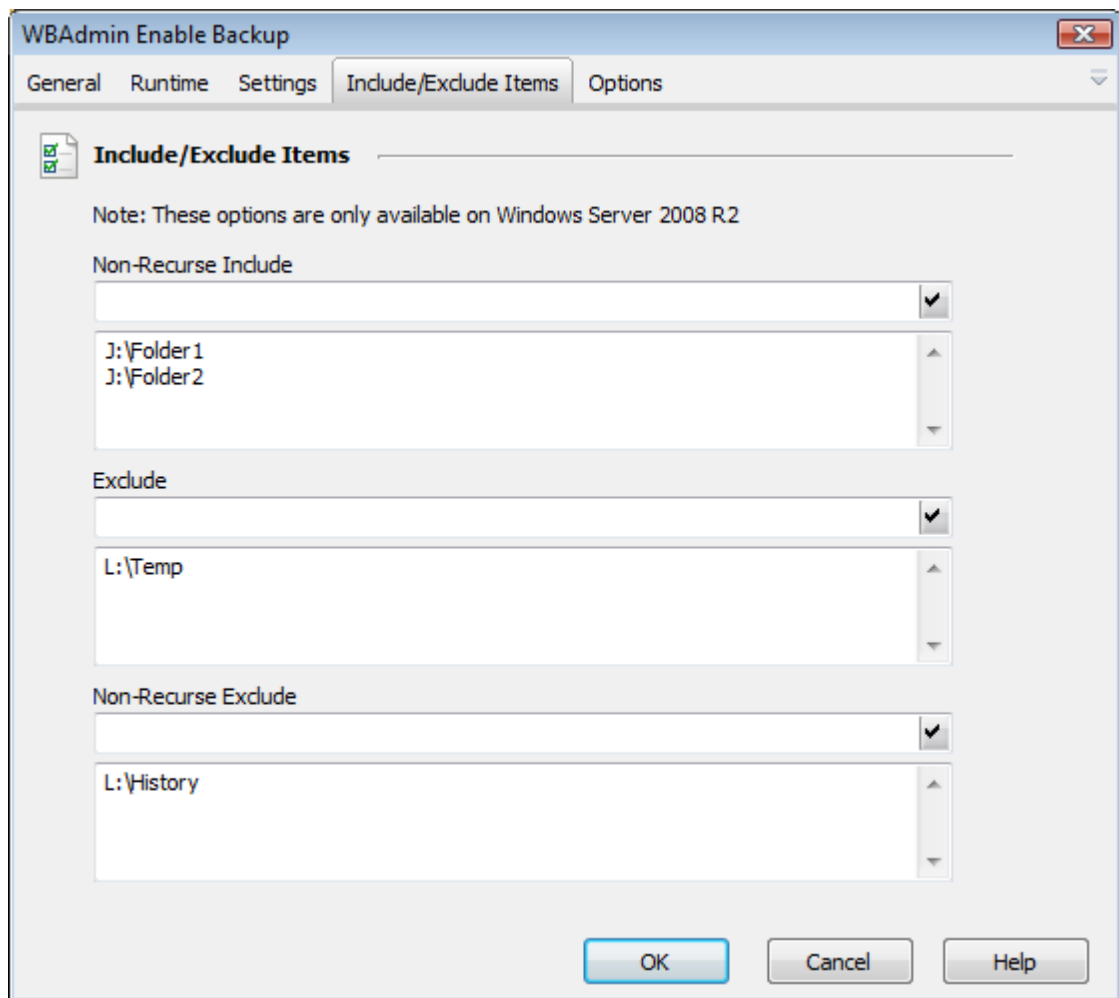 WBAdmin Enable Backup
General Runtime Settings Include/Exclude Items Options
Include/Exclude Items
Note: These options are only available on Windows Server 2008 R2
Non-Recurse Include
J:\Folder1
J:\Folder2
Exclude
L:\Temp
Non-Recurse Exclude
L:\History
OK Cancel Help